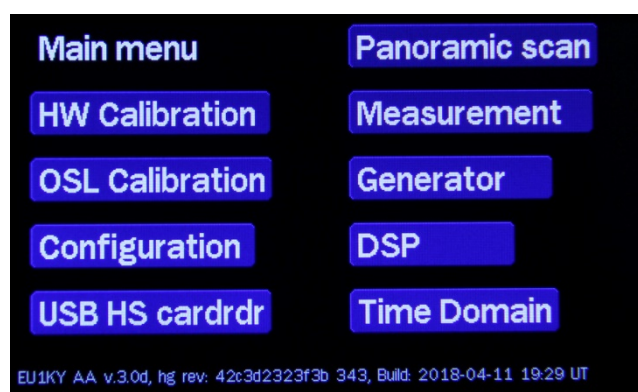 Main menu
Panoramic scan
HW Calibration
Measurement
OSL Calibration
Generator
Configuration
DSP
USB HS cardrdr
Time Domain
EU1KY AA v.3.0d, hg rev: 42c3d2323f3b 343, Build: 2018-04-11 19:29 UT